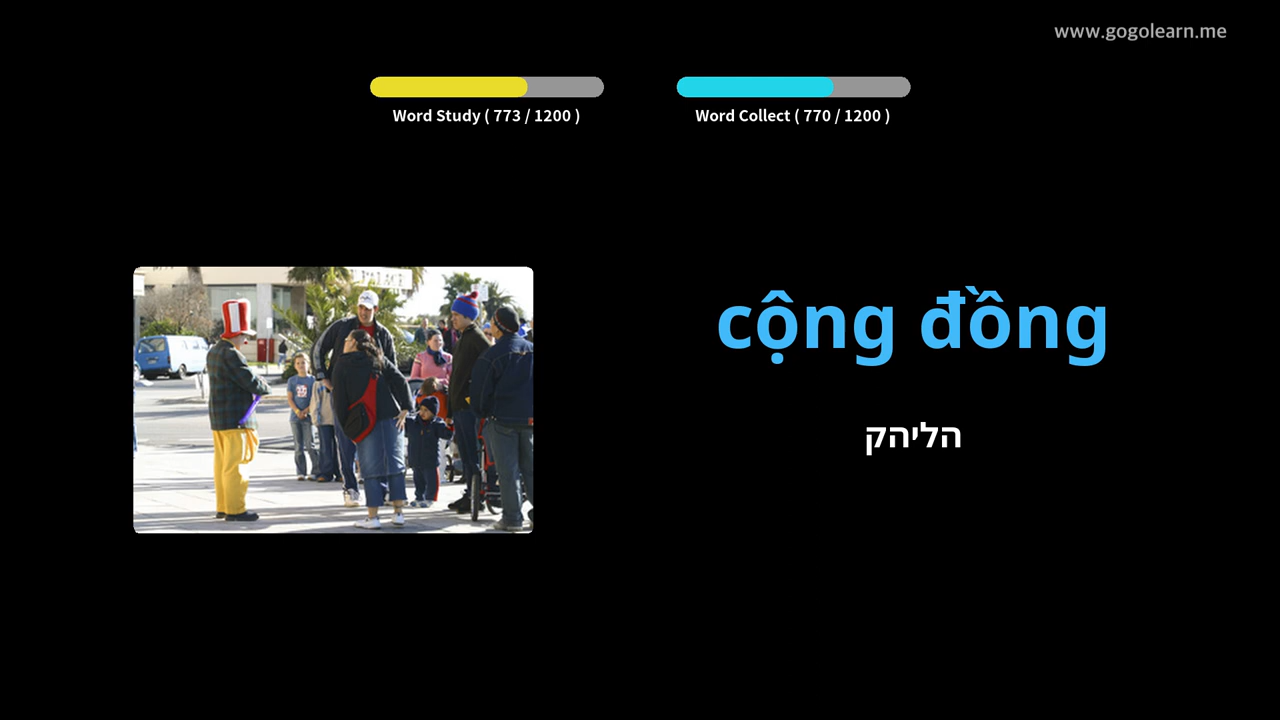 www.gogolearn.me
Word Study ( 773 / 1200 )
Word Collect ( 770 / 1200 )
cộng đồng
הליהק